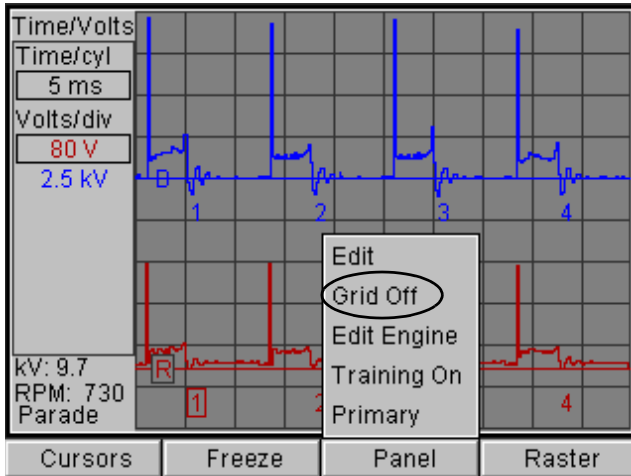 Time/Volts
Time/cyl
5 ms
Volts/div
80 V
2.5 kV
B
1 2 3 4
Edit
Grid Off
Edit Engine
Training On
Primary
kV: 9.7
RPM: 730
Parade
R
1 2 4
Cursors Freeze Panel Raster